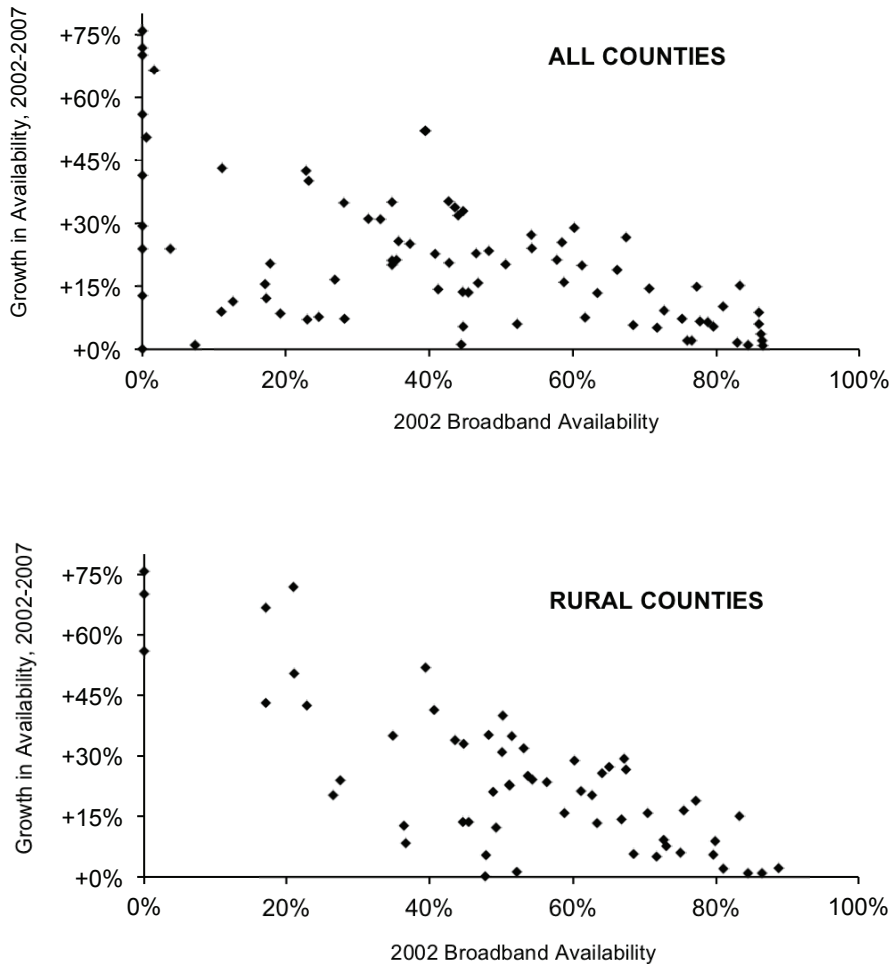 Growth in Availability, 2002-2007
ALL COUNTIES
+75%
+60%
+45%
+30%
+15%
+0%
0% 20% 40% 60% 80% 100%
2002 Broadband Availability
Growth in Availability, 2002-2007
RURAL COUNTIES
+75%
+60%
+45%
+30%
+15%
+0%
0% 20% 40% 60% 80% 100%
2002 Broadband Availability